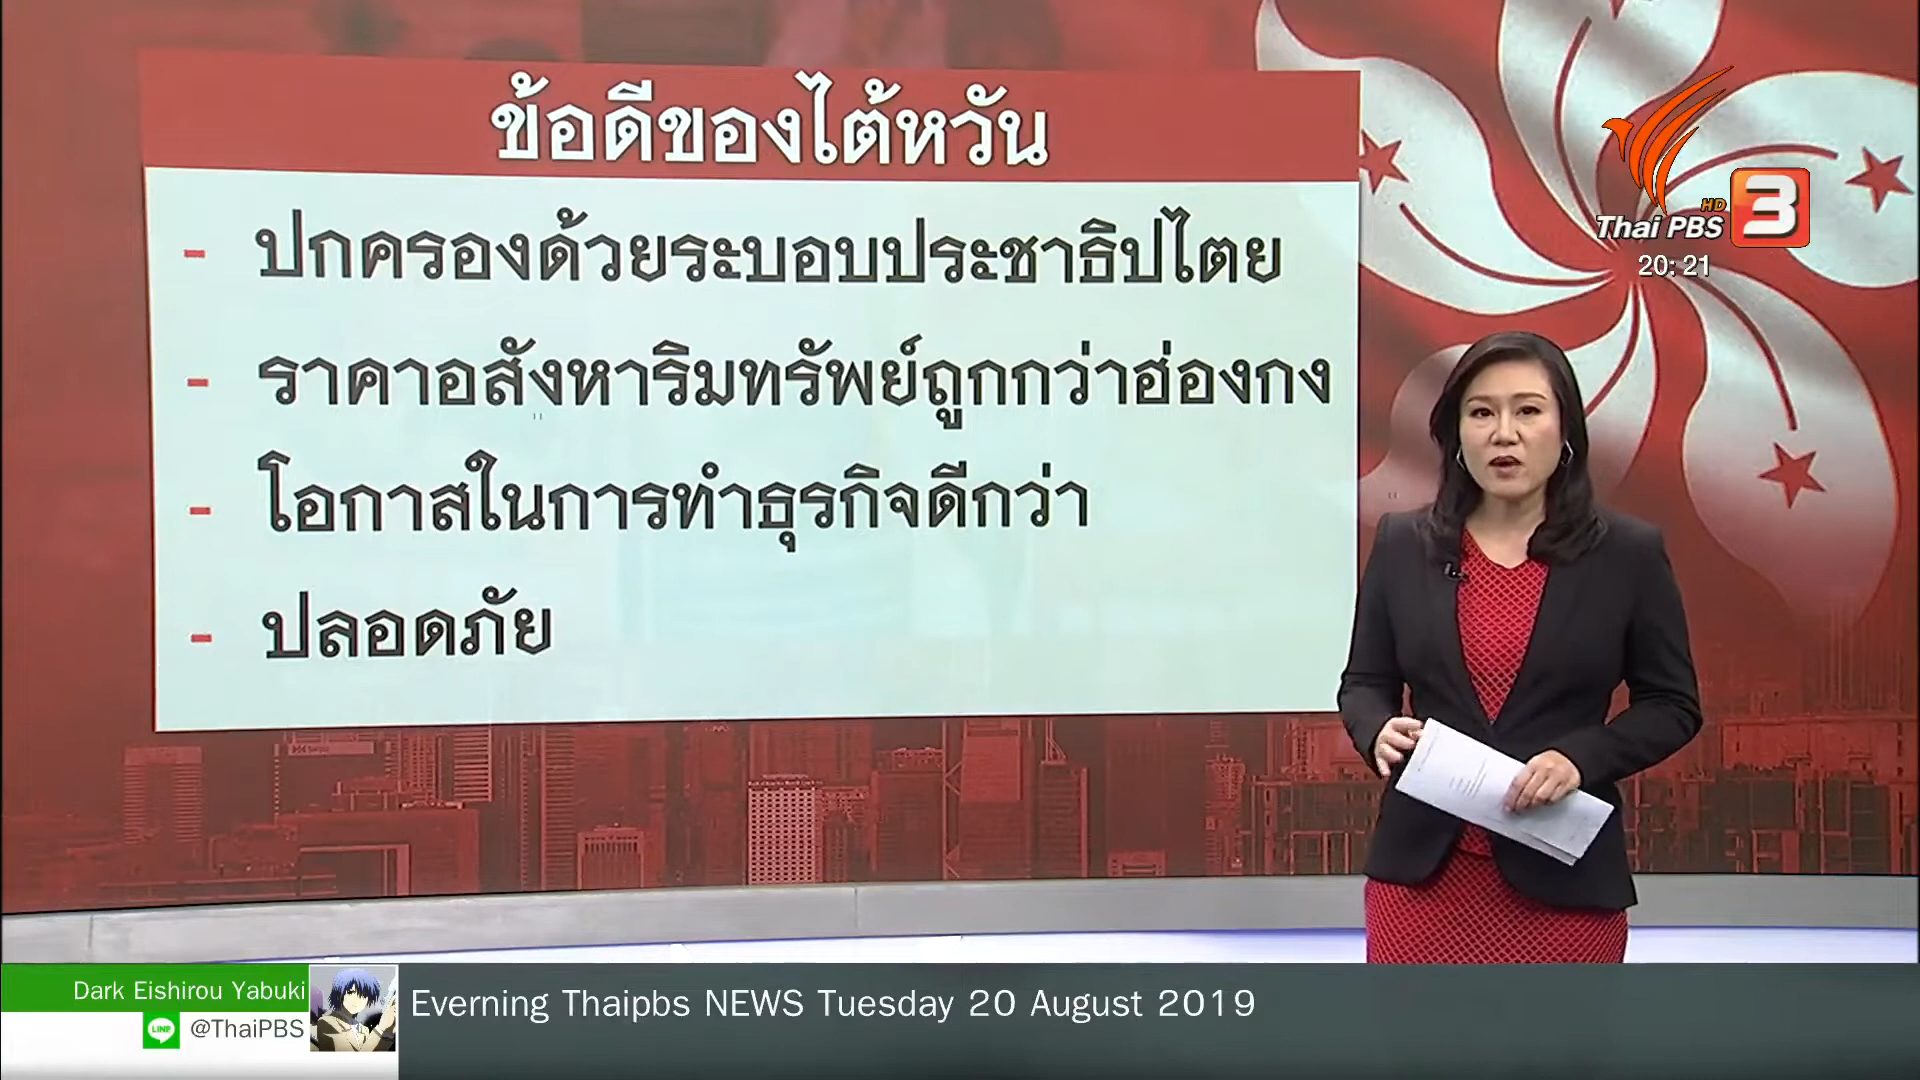 ข้อดีของไต้หวัน
- ปกครองด้วยระบอบประชาธิปไตย
- ราคาอสังหาริมทรัพย์ถูกกว่าฮ่องกง
- โอกาสในการทำธุรกิจดีกว่า
- ปลอดภัย
HD
Thai PBS 3
20:21
Dark Eishirou Yabuki
LINE @ThaiPBS
Everning Thaipbs NEWS Tuesday 20 August 2019